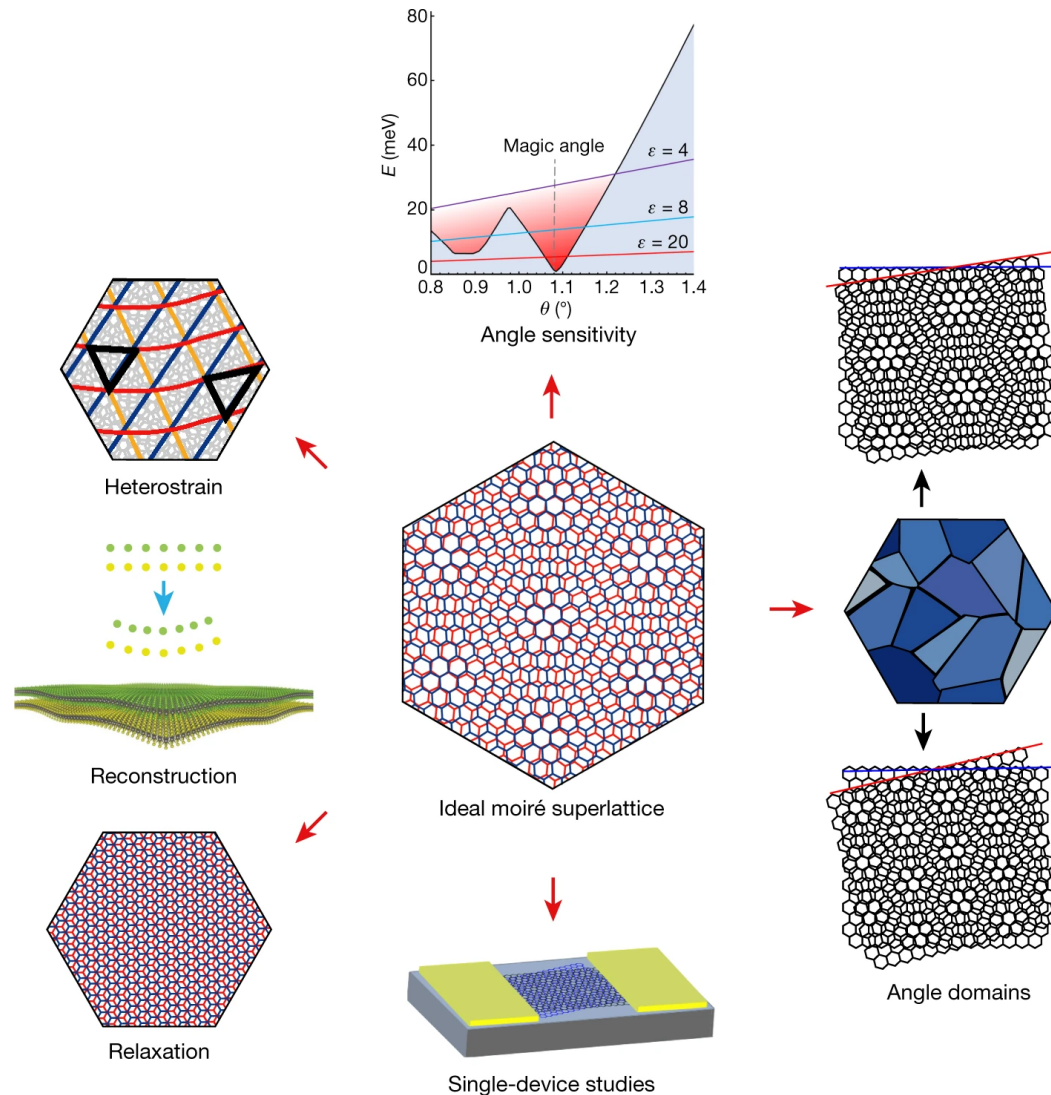 80
60
40
20
0
E (meV)
Magic angle
ε = 4
ε = 8
ε = 20
0.8 0.9 1.0 1.1 1.2 1.3 1.4
θ (°)
Angle sensitivity
Heterostrain
Reconstruction
Ideal moiré superlattice
Relaxation
Angle domains
Single-device studies